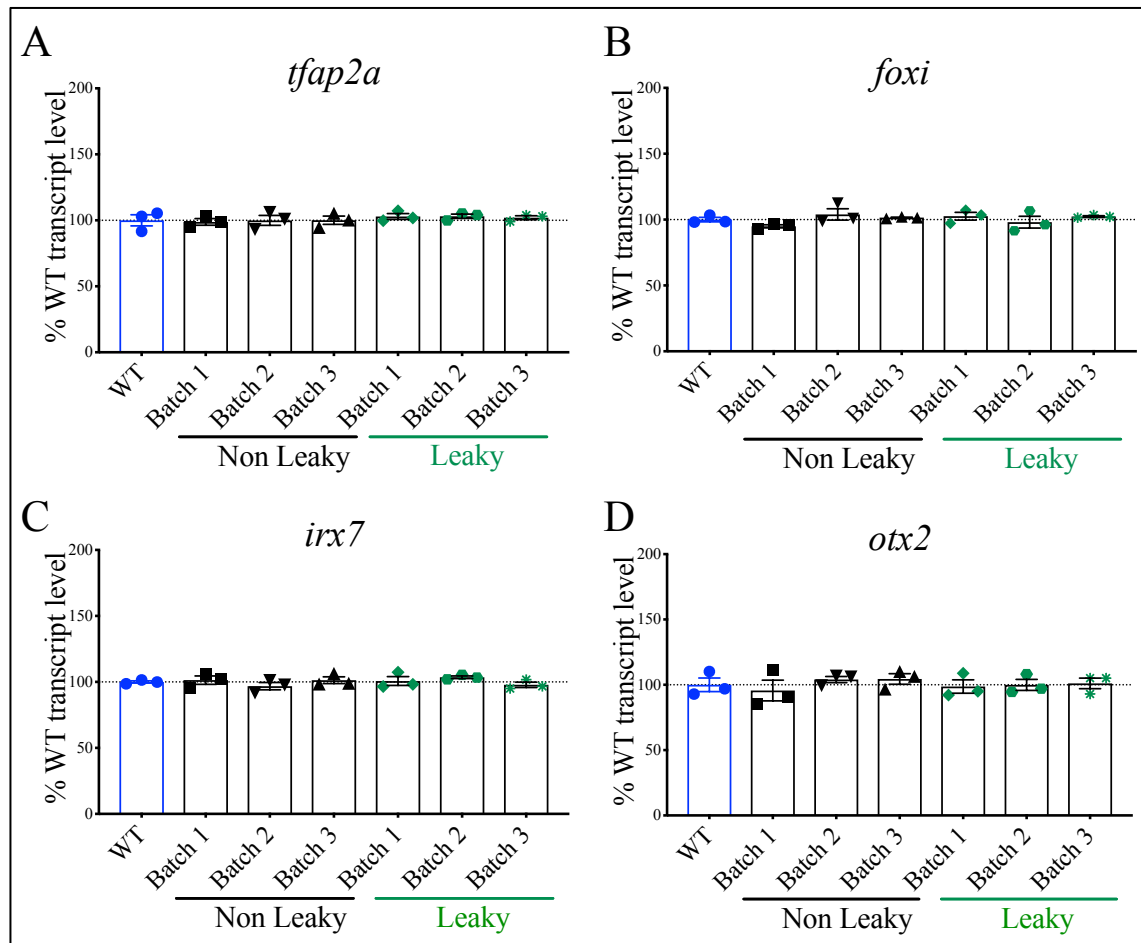 A
tfap2a
% WT transcript level
200
150
100
50
0
WT
Batch 1
Batch 2
Batch 3
Batch 1
Batch 2
Batch 3
Non Leaky
Leaky
B
foxi
% WT transcript level
200
150
100
50
0
WT
Batch 1
Batch 2
Batch 3
Batch 1
Batch 2
Batch 3
Non Leaky
Leaky
C
irx7
% WT transcript level
200
150
100
50
0
WT
Batch 1
Batch 2
Batch 3
Batch 1
Batch 2
Batch 3
Non Leaky
Leaky
D
otx2
% WT transcript level
200
150
100
50
0
WT
Batch 1
Batch 2
Batch 3
Batch 1
Batch 2
Batch 3
Non Leaky
Leaky